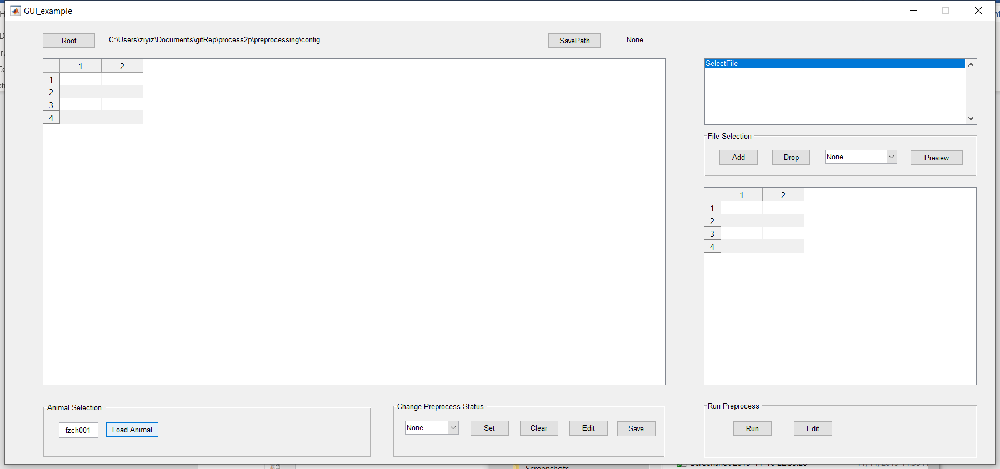 GUI_example
Root C:\Users\ziyiz\Documents\gitRep\process2p\preprocessing\config SavePath None
1 2
1
2
3
4
SelectFile
File Selection
Add Drop None Preview
1 2
1
2
3
4
Animal Selection
fzch001 Load Animal
Change Preprocess Status
None Set Clear Edit Save
Run Preprocess
Run Edit
Screenshots